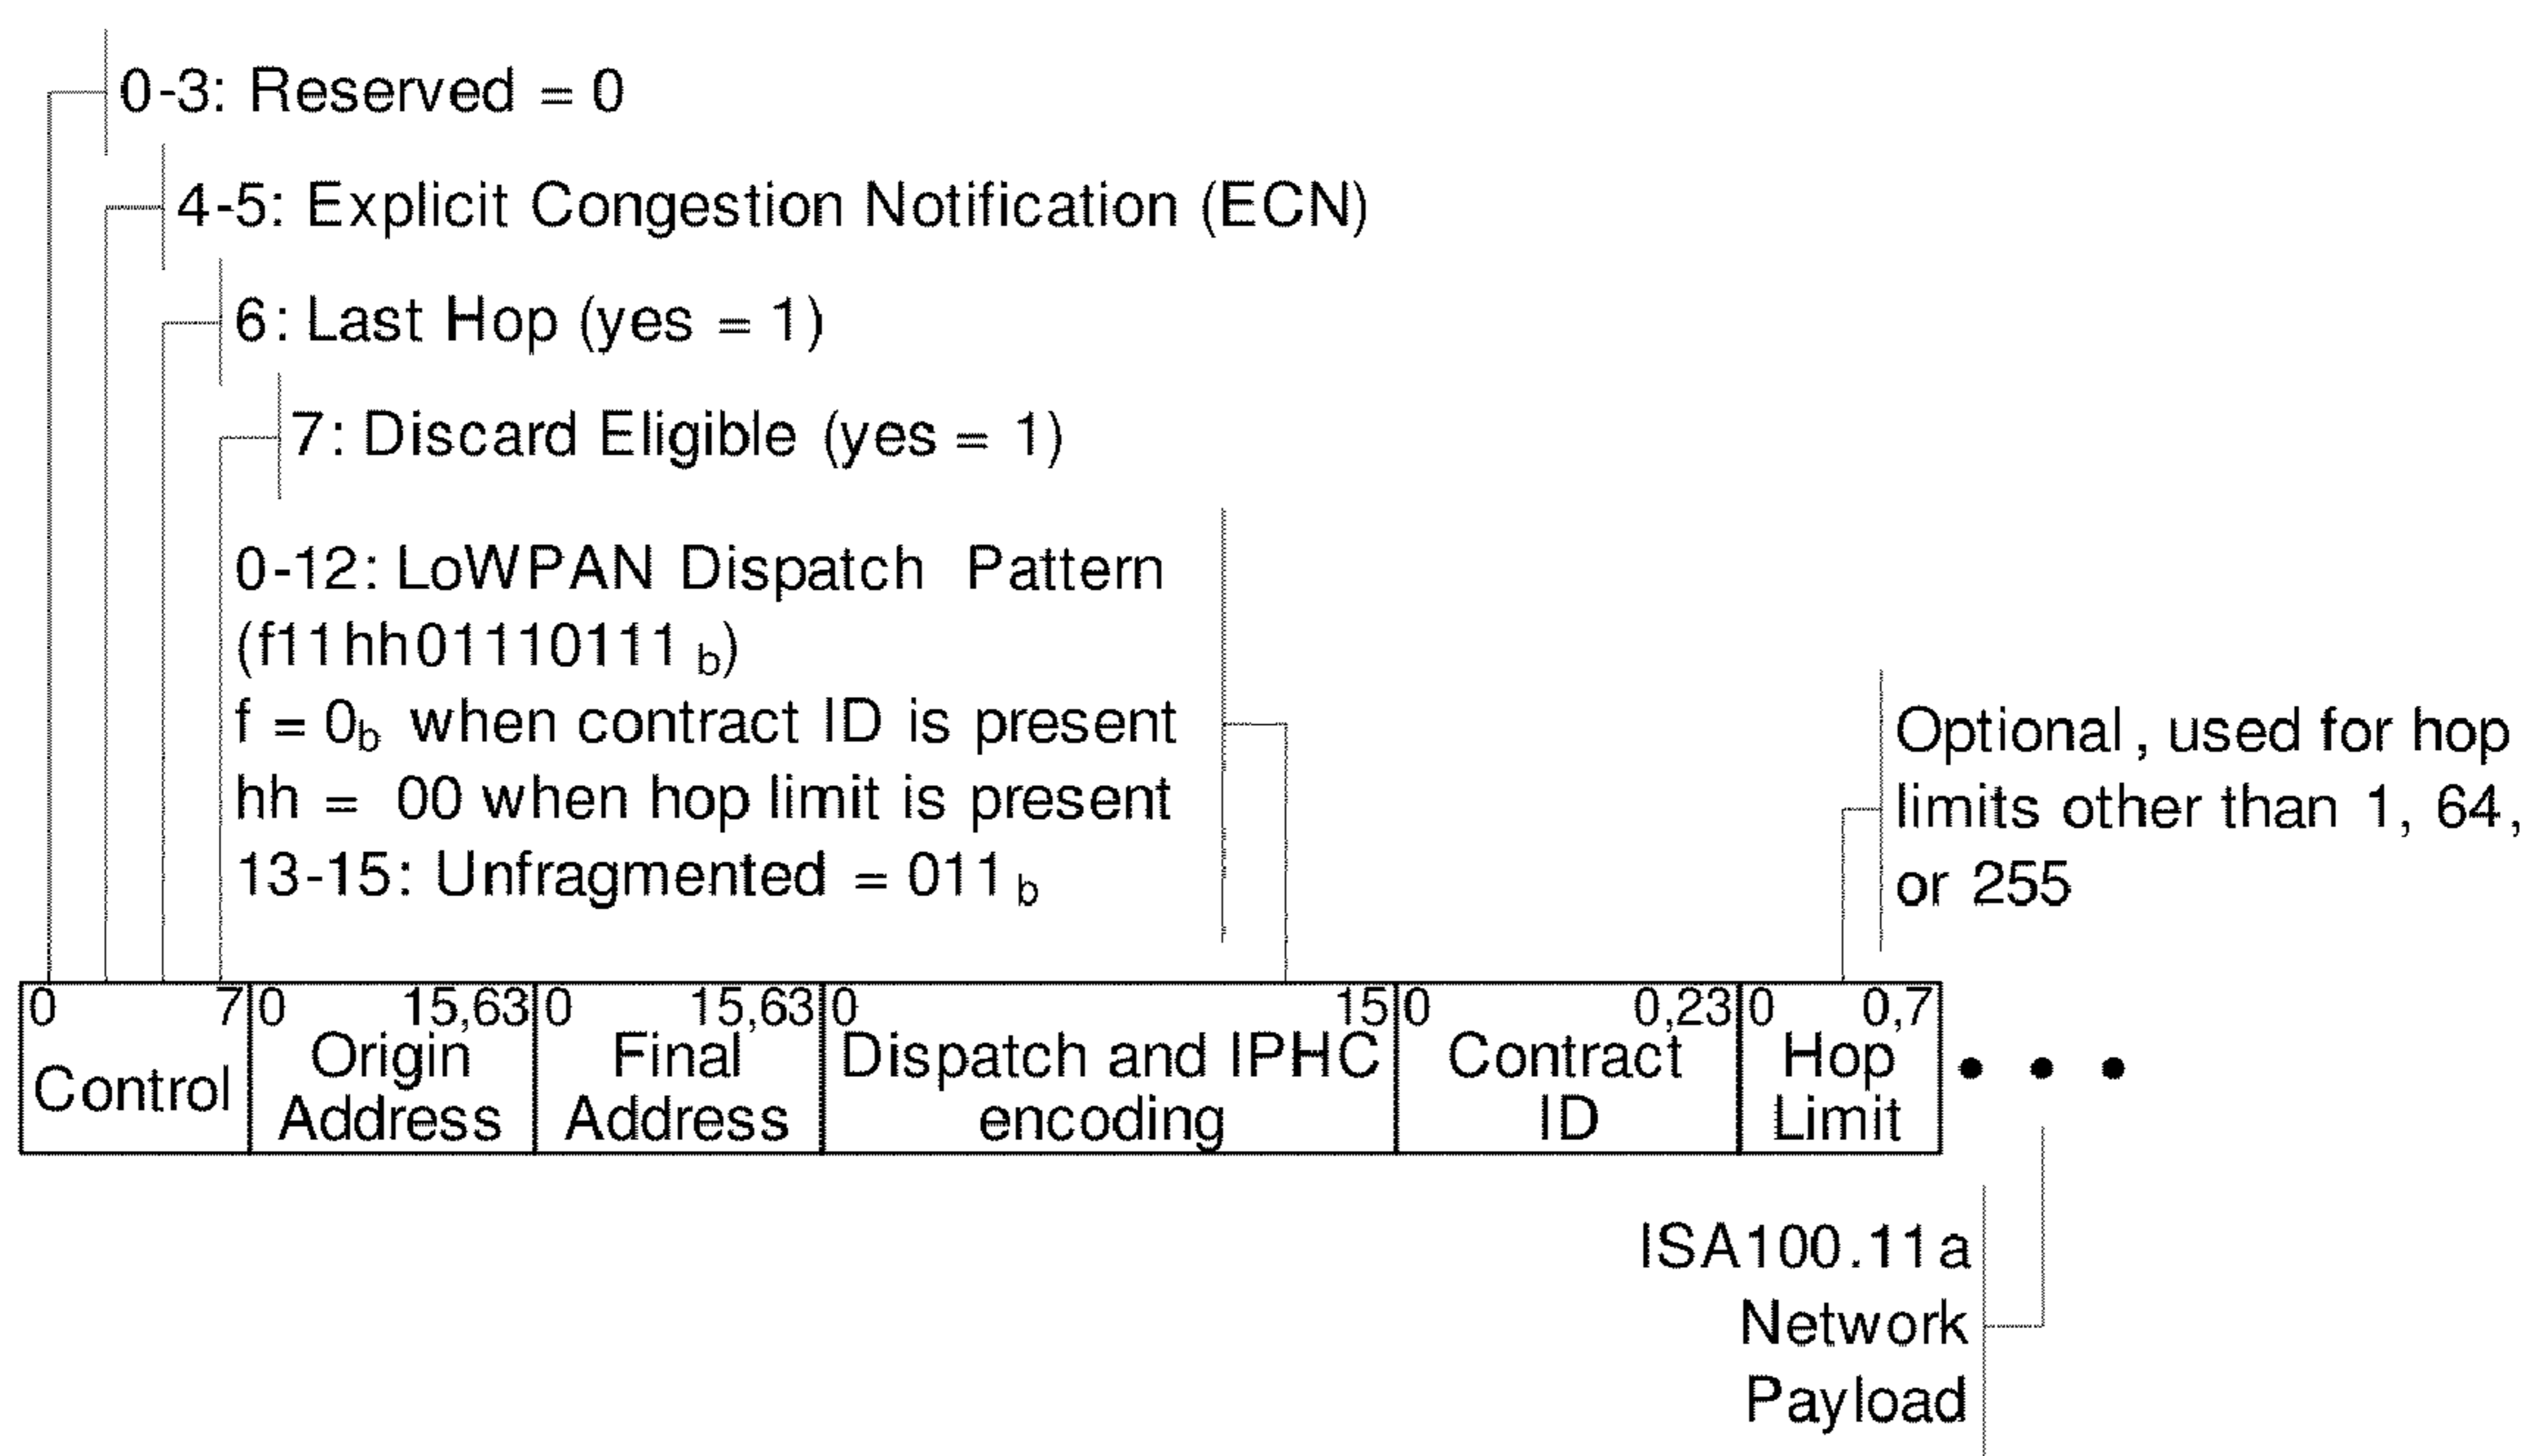 0-3: Reserved = 0
4-5: Explicit Congestion Notification (ECN)
6: Last Hop (yes = 1)
7: Discard Eligible (yes = 1)
0-12: LoWPAN Dispatch Pattern
(f11hh01110111 b)
f = 0b when contract ID is present
hh = 00 when hop limit is present
13-15: Unfragmented = 011 b
Optional, used for hop
limits other than 1, 64,
or 255
0 7 0 15,63 0 15,63 0 15 0 0,23 0 0,7
Control
Origin
Address
Final
Address
Dispatch and IPHC
encoding
Contract
ID
Hop
Limit
ISA100.11a
Network
Payload